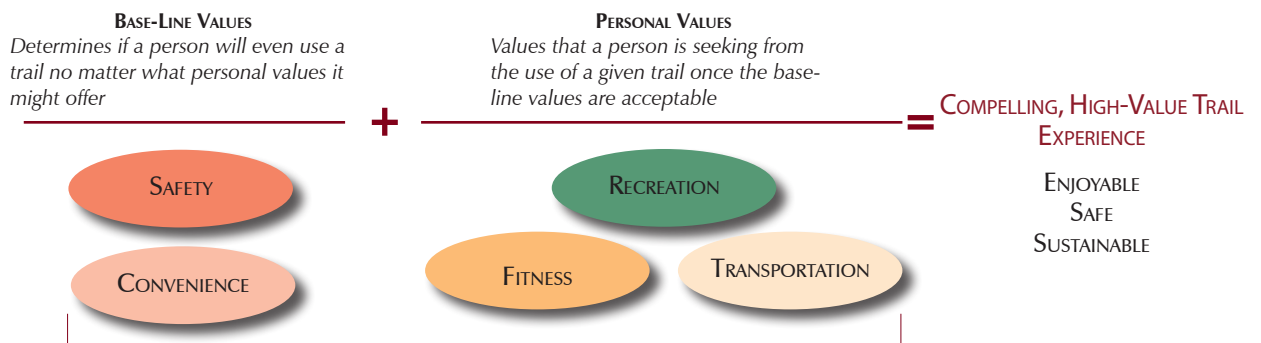 BASE-LINE VALUES
Determines if a person will even use a
trail no matter what personal values it
might offer
+
PERSONAL VALUES
Values that a person is seeking from
the use of a given trail once the base-
line values are acceptable
=
COMPELLING, HIGH-VALUE TRAIL
EXPERIENCE
SAFETY
CONVENIENCE
RECREATION
FITNESS
TRANSPORTATION
ENJOYABLE
SAFE
SUSTAINABLE